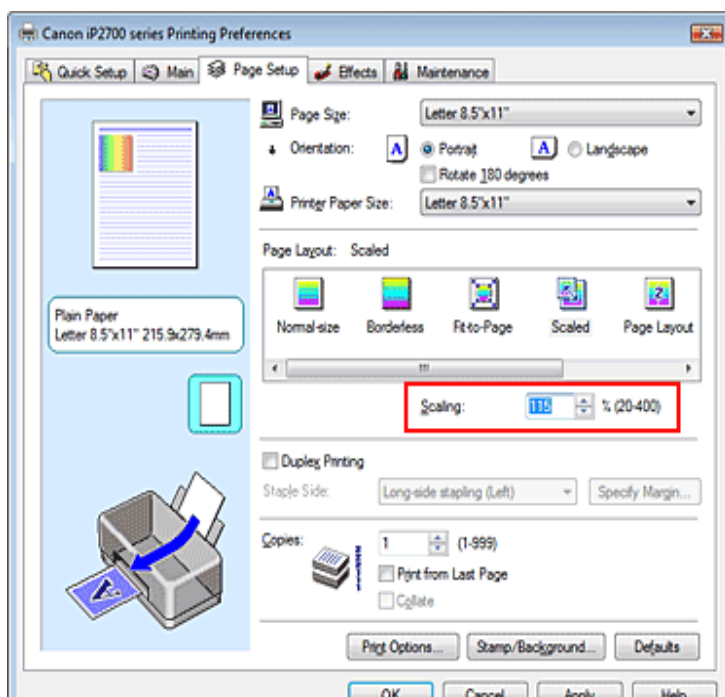 Canon iP2700 series Printing Preferences
Quick Setup Main Page Setup Effects Maintenance
Page Size: Letter 8.5"x11"
Orientation: A Portrait A Landscape
Rotate 180 degrees
Printer Paper Size: Letter 8.5"x11"
Page Layout: Scaled
Normal-size Borderless Fit-to-Page Scaled Page Layout
Plain Paper
Letter 8.5"x11" 215.9x279.4mm
Scaling: 115 % (20-400)
Duplex Printing
Staple Side: Long-side stapling (Left) Specify Margin...
Copies: 1 (1-999)
Print from Last Page
Collate
Print Options... Stamp/Background... Defaults
OK Cancel Apply Help